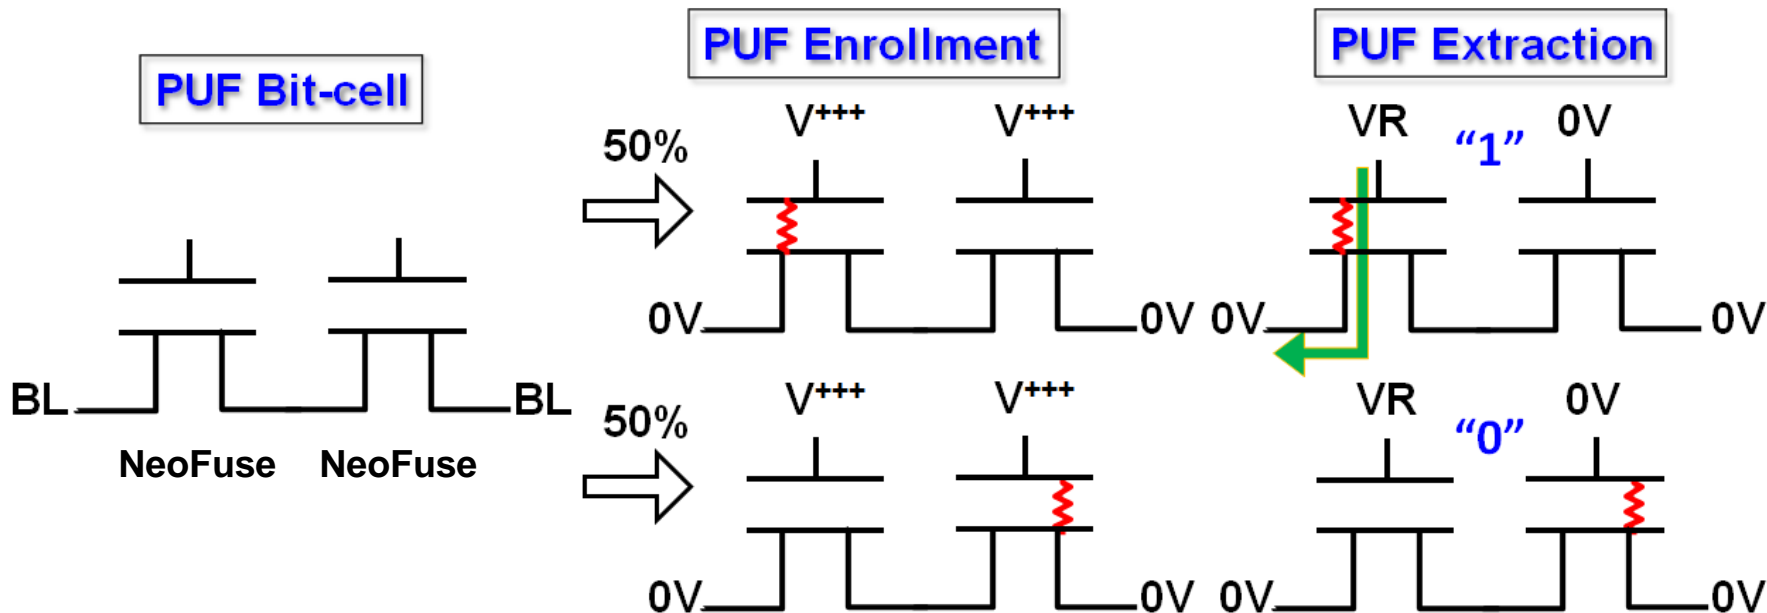 PUF Bit-cell
BL BL
NeoFuse NeoFuse
PUF Enrollment
50%
V+++ V+++
0V 0V
50%
V+++ V+++
0V 0V
PUF Extraction
VR “1” 0V
0V 0V
VR “0” 0V
0V 0V